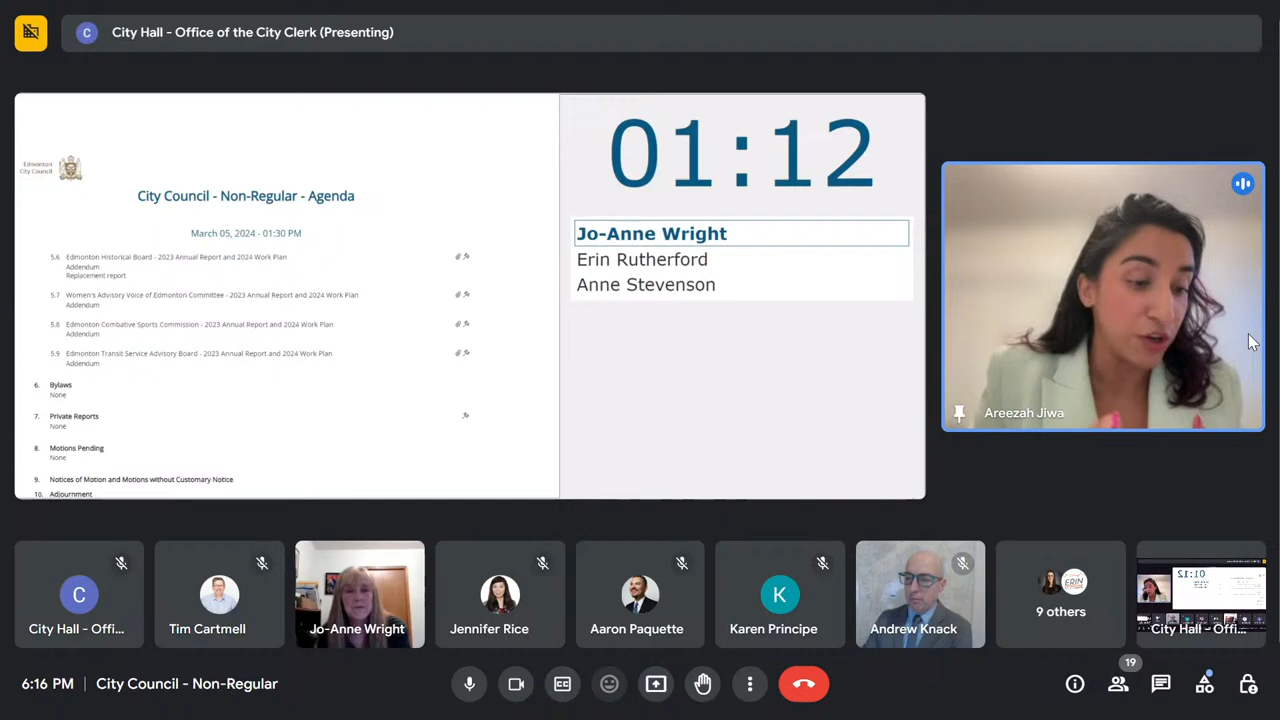 City Hall - Office of the City Clerk (Presenting)
Edmonton
City Council
City Council - Non-Regular - Agenda
March 05, 2024 - 01:30 PM
5.6 Edmonton Historical Board - 2023 Annual Report and 2024 Work Plan
Addendum
Replacement report
5.7 Women's Advisory Voice of Edmonton Committee - 2023 Annual Report and 2024 Work Plan
Addendum
5.8 Edmonton Combative Sports Commission - 2023 Annual Report and 2024 Work Plan
Addendum
5.9 Edmonton Transit Service Advisory Board - 2023 Annual Report and 2024 Work Plan
Addendum
6. Bylaws
None
7. Private Reports
None
8. Motions Pending
None
9. Notices of Motion and Motions without Customary Notice
10. Adjournment
01:12
Jo-Anne Wright
Erin Rutherford
Anne Stevenson
Areezah Jiwa
C
City Hall - Offi...
Tim Cartmell
Jo-Anne Wright
Jennifer Rice
Aaron Paquette
K
Karen Principe
Andrew Knack
ERIN
9 others
City Hall - Offi...
6:16 PM | City Council - Non-Regular
19